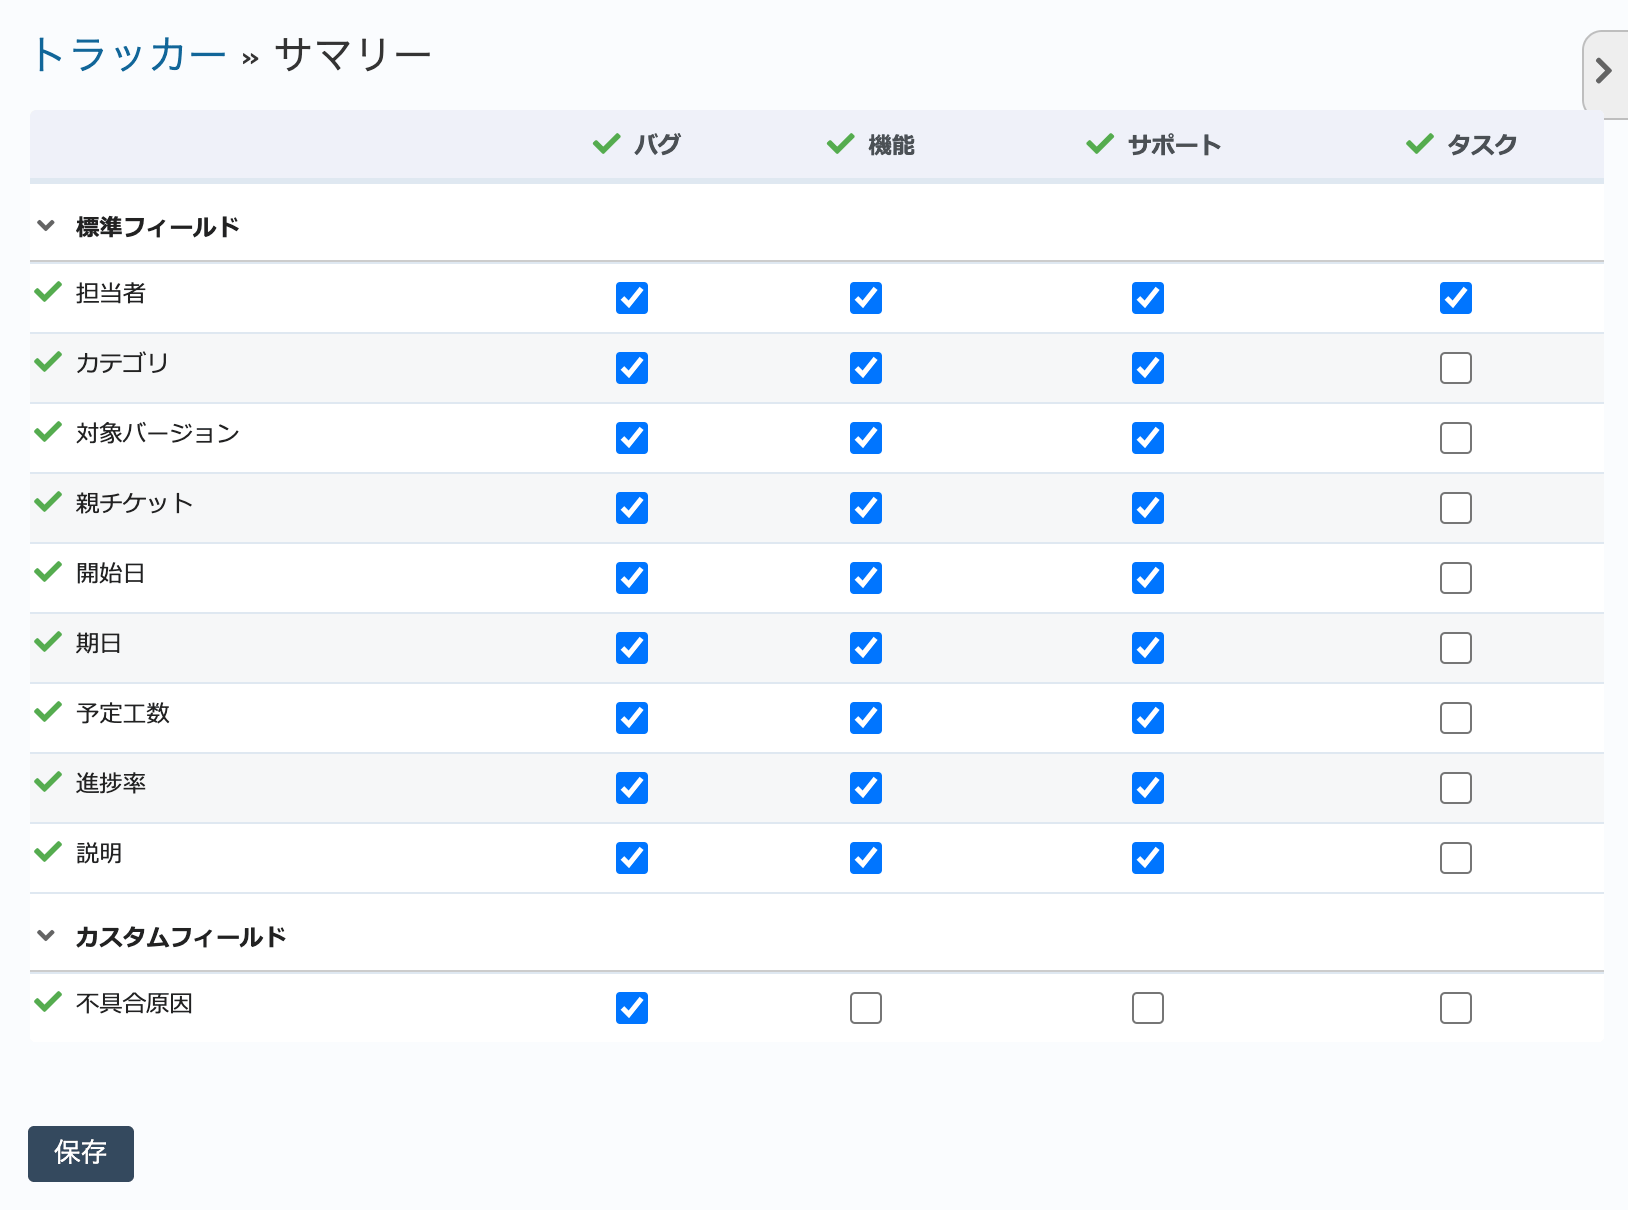 トラッカー » サマリー
バグ 機能 サポート タスク
標準フィールド
担当者
カテゴリ
対象バージョン
親チケット
開始日
期日
予定工数
進捗率
説明
カスタムフィールド
不具合原因
保存